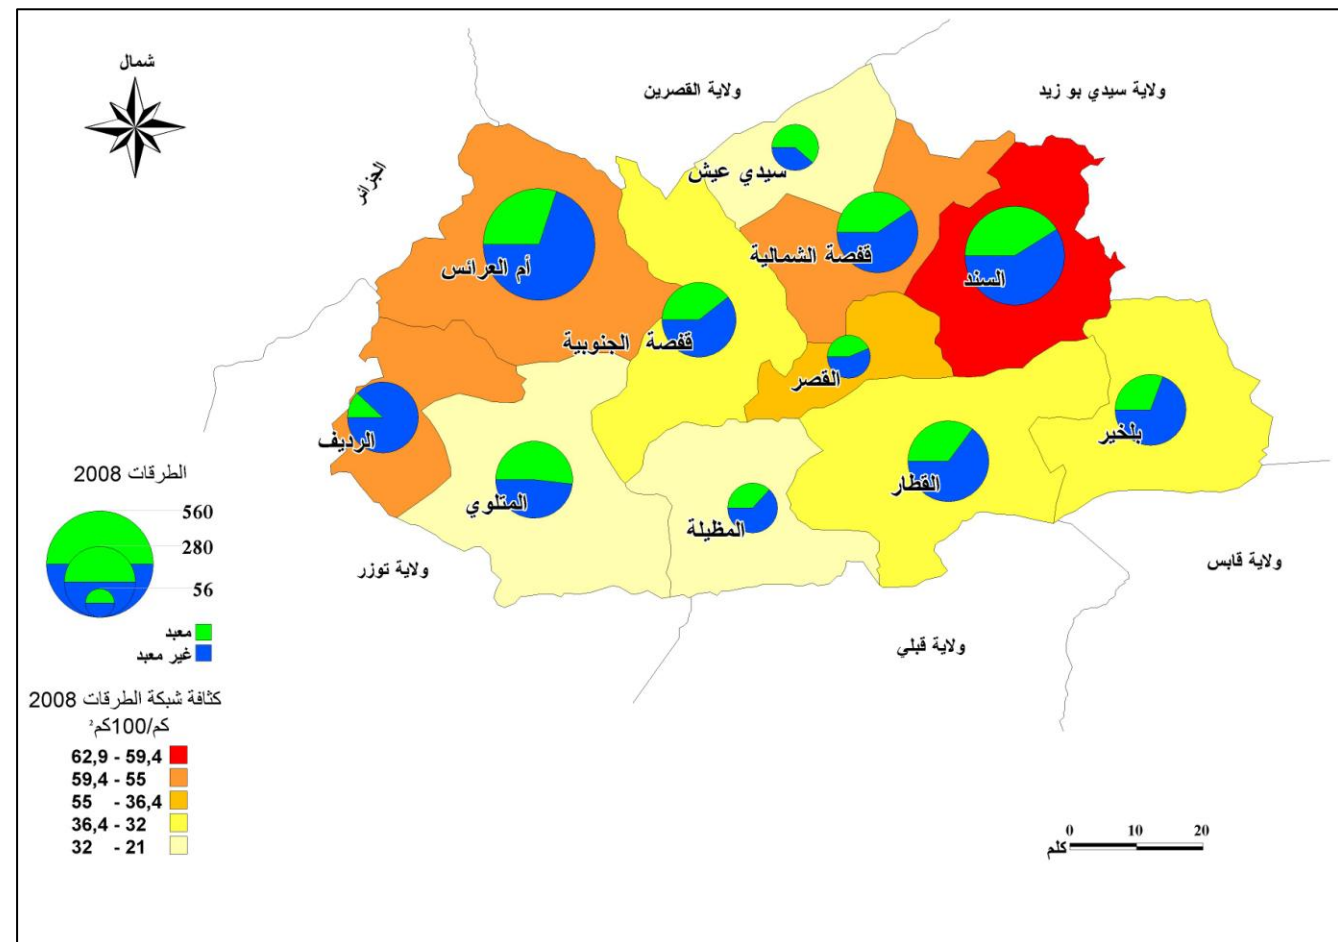 شمال
ولاية القصرين
ولاية سيدي بو زيد
الجزائر
سيدي عيش
أم العرائس
قفصة الشمالية
السند
قفصة الجنوبية
القصر
الرديف
بلخير
المتلوي
المظيلة
القطار
ولاية توزر
ولاية قابس
ولاية قبلي
الطرقات 2008
560
280
56
معبد
غير معبد
كثافة شبكة الطرقات 2008
كم/100كم²
62,9 - 59,4
59,4 - 55
55 - 36,4
36,4 - 32
32 - 21
0 10 20
كلم